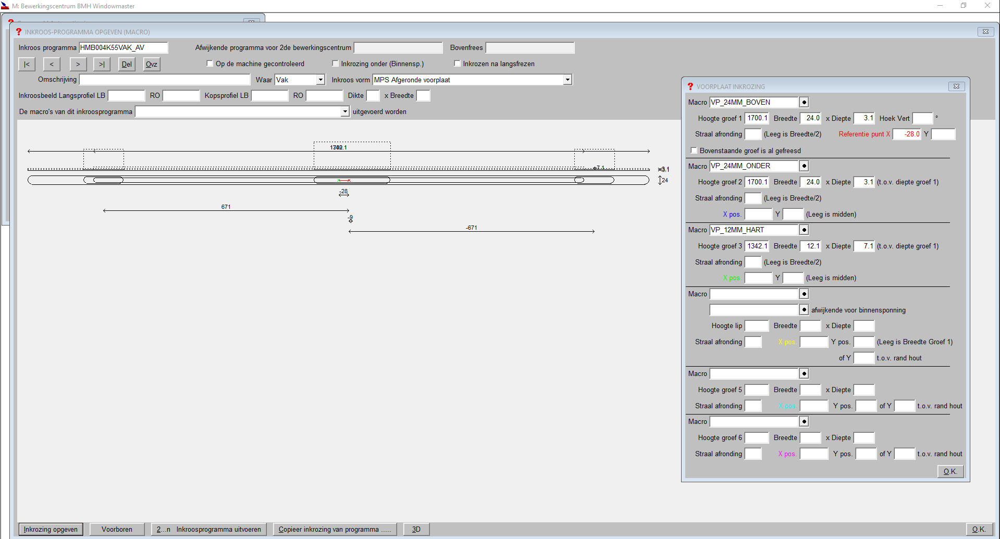 M: Bewerkingscentrum BMH Windowmaster
INKROOS-PROGRAMMA OPGEVEN (MACRO)
Inkroos programma HMB004K55VAK_AV Afwijkende programma voor 2de bewerkingscentrum Bovenfrees
|< < > >| Del Ovz Op de machine gecontroleerd Inkrozing onder (Binnensp.) Inkrozen na langsfrezen
Omschrijving Waar Vak Inkroos vorm MPS Afgeronde voorplaat
Inkroosbeeld Langsprofiel LB RO Kopsprofiel LB RO Dikte x Breedte
De macro's van dit inkroosprogramma uitgevoerd worden
-7.1
24
-28
671
-9
-671
VOORPLAAT INKROZING
Macro VP_24MM_BOVEN
Hoogte groef 1 1700.1 Breedte 24.0 x Diepte 3.1 Hoek Vert °
Straal afronding (Leeg is Breedte/2) Referentie punt X -28.0 Y
Bovenstaande groef is al gefreesd
Macro VP_24MM_ONDER
Hoogte groef 2 1700.1 Breedte 24.0 x Diepte 3.1 (t.o.v. diepte groef 1)
Straal afronding (Leeg is Breedte/2)
X pos. Y (Leeg is midden)
Macro VP_12MM_HART
Hoogte groef 3 1342.1 Breedte 12.1 x Diepte 7.1 (t.o.v. diepte groef 1)
Straal afronding (Leeg is Breedte/2)
X pos. Y (Leeg is midden)
Macro
afwijkende voor binnensponning
Hoogte lip Breedte x Diepte
Straal afronding X pos. Y pos. (Leeg is Breedte Groef 1)
of Y t.o.v. rand hout
Macro
Hoogte groef 5 Breedte x Diepte
Straal afronding X pos. Y pos. of Y t.o.v. rand hout
Macro
Hoogte groef 6 Breedte x Diepte
Straal afronding X pos. Y pos. of Y t.o.v. rand hout
O.K.
Inkrozing opgeven Voorboren 2...n Inkroosprogramma uitvoeren Copieer inkrozing van programma ..... 3D O.K.